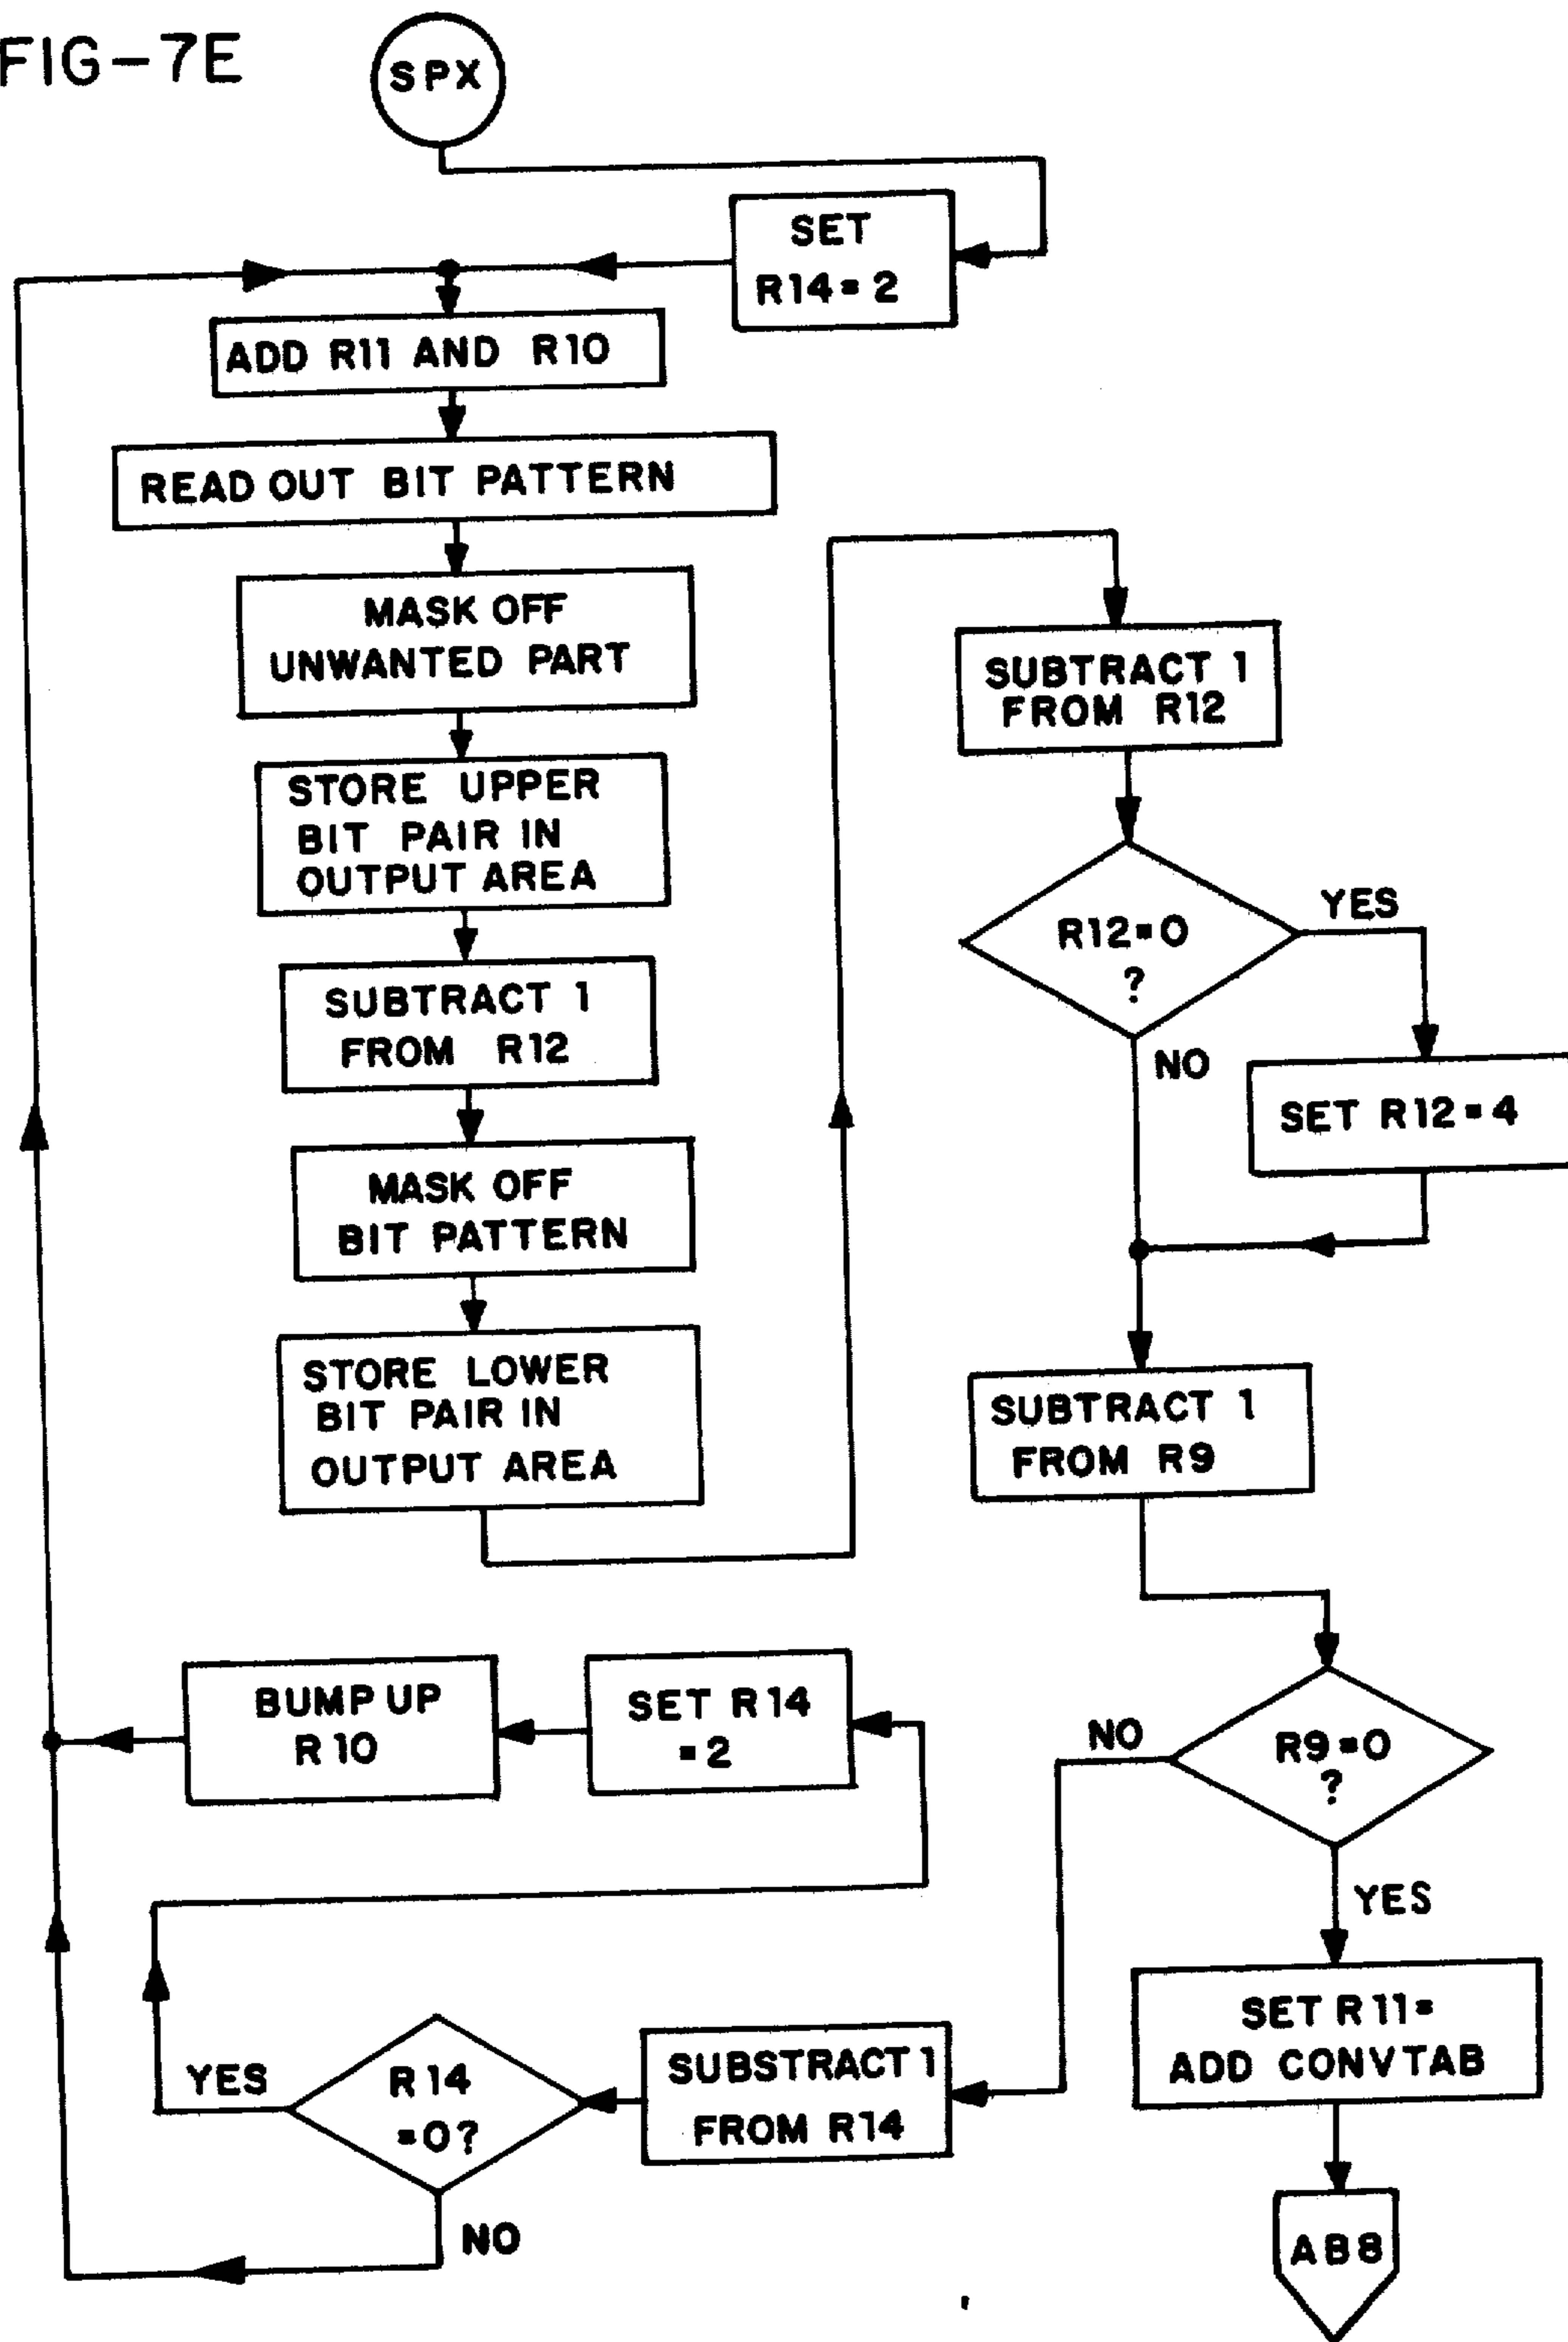 FIG-7E
SPX
SET
R14=2
ADD R11 AND R10
READ OUT BIT PATTERN
MASK OFF
UNWANTED PART
STORE UPPER
BIT PAIR IN
OUTPUT AREA
SUBTRACT 1
FROM R12
MASK OFF
BIT PATTERN
STORE LOWER
BIT PAIR IN
OUTPUT AREA
SUBTRACT 1
FROM R12
R12=0
?
YES
NO
SET R12=4
SUBTRACT 1
FROM R9
R9=0
?
NO
YES
SET R11=
ADD CONVTAB
AB8
SUBSTRACT 1
FROM R14
R14
=0?
YES
NO
SET R14
=2
BUMP UP
R10